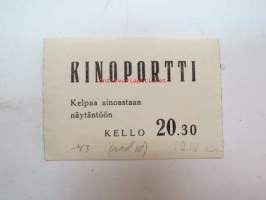 KINOPORTTI
Kelpaa ainoastaan
näytäntöön
KELLO 20.30
-43